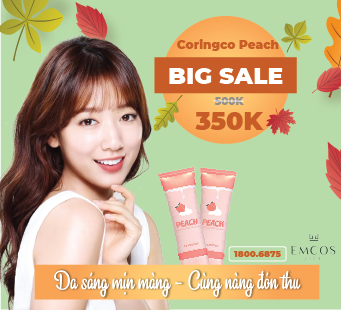 Coringco Peach
BIG SALE
500K
350K
PEACH
PEACH
1800.6875
EMCOS
Da sáng mịn màng - Cùng nàng đón thu